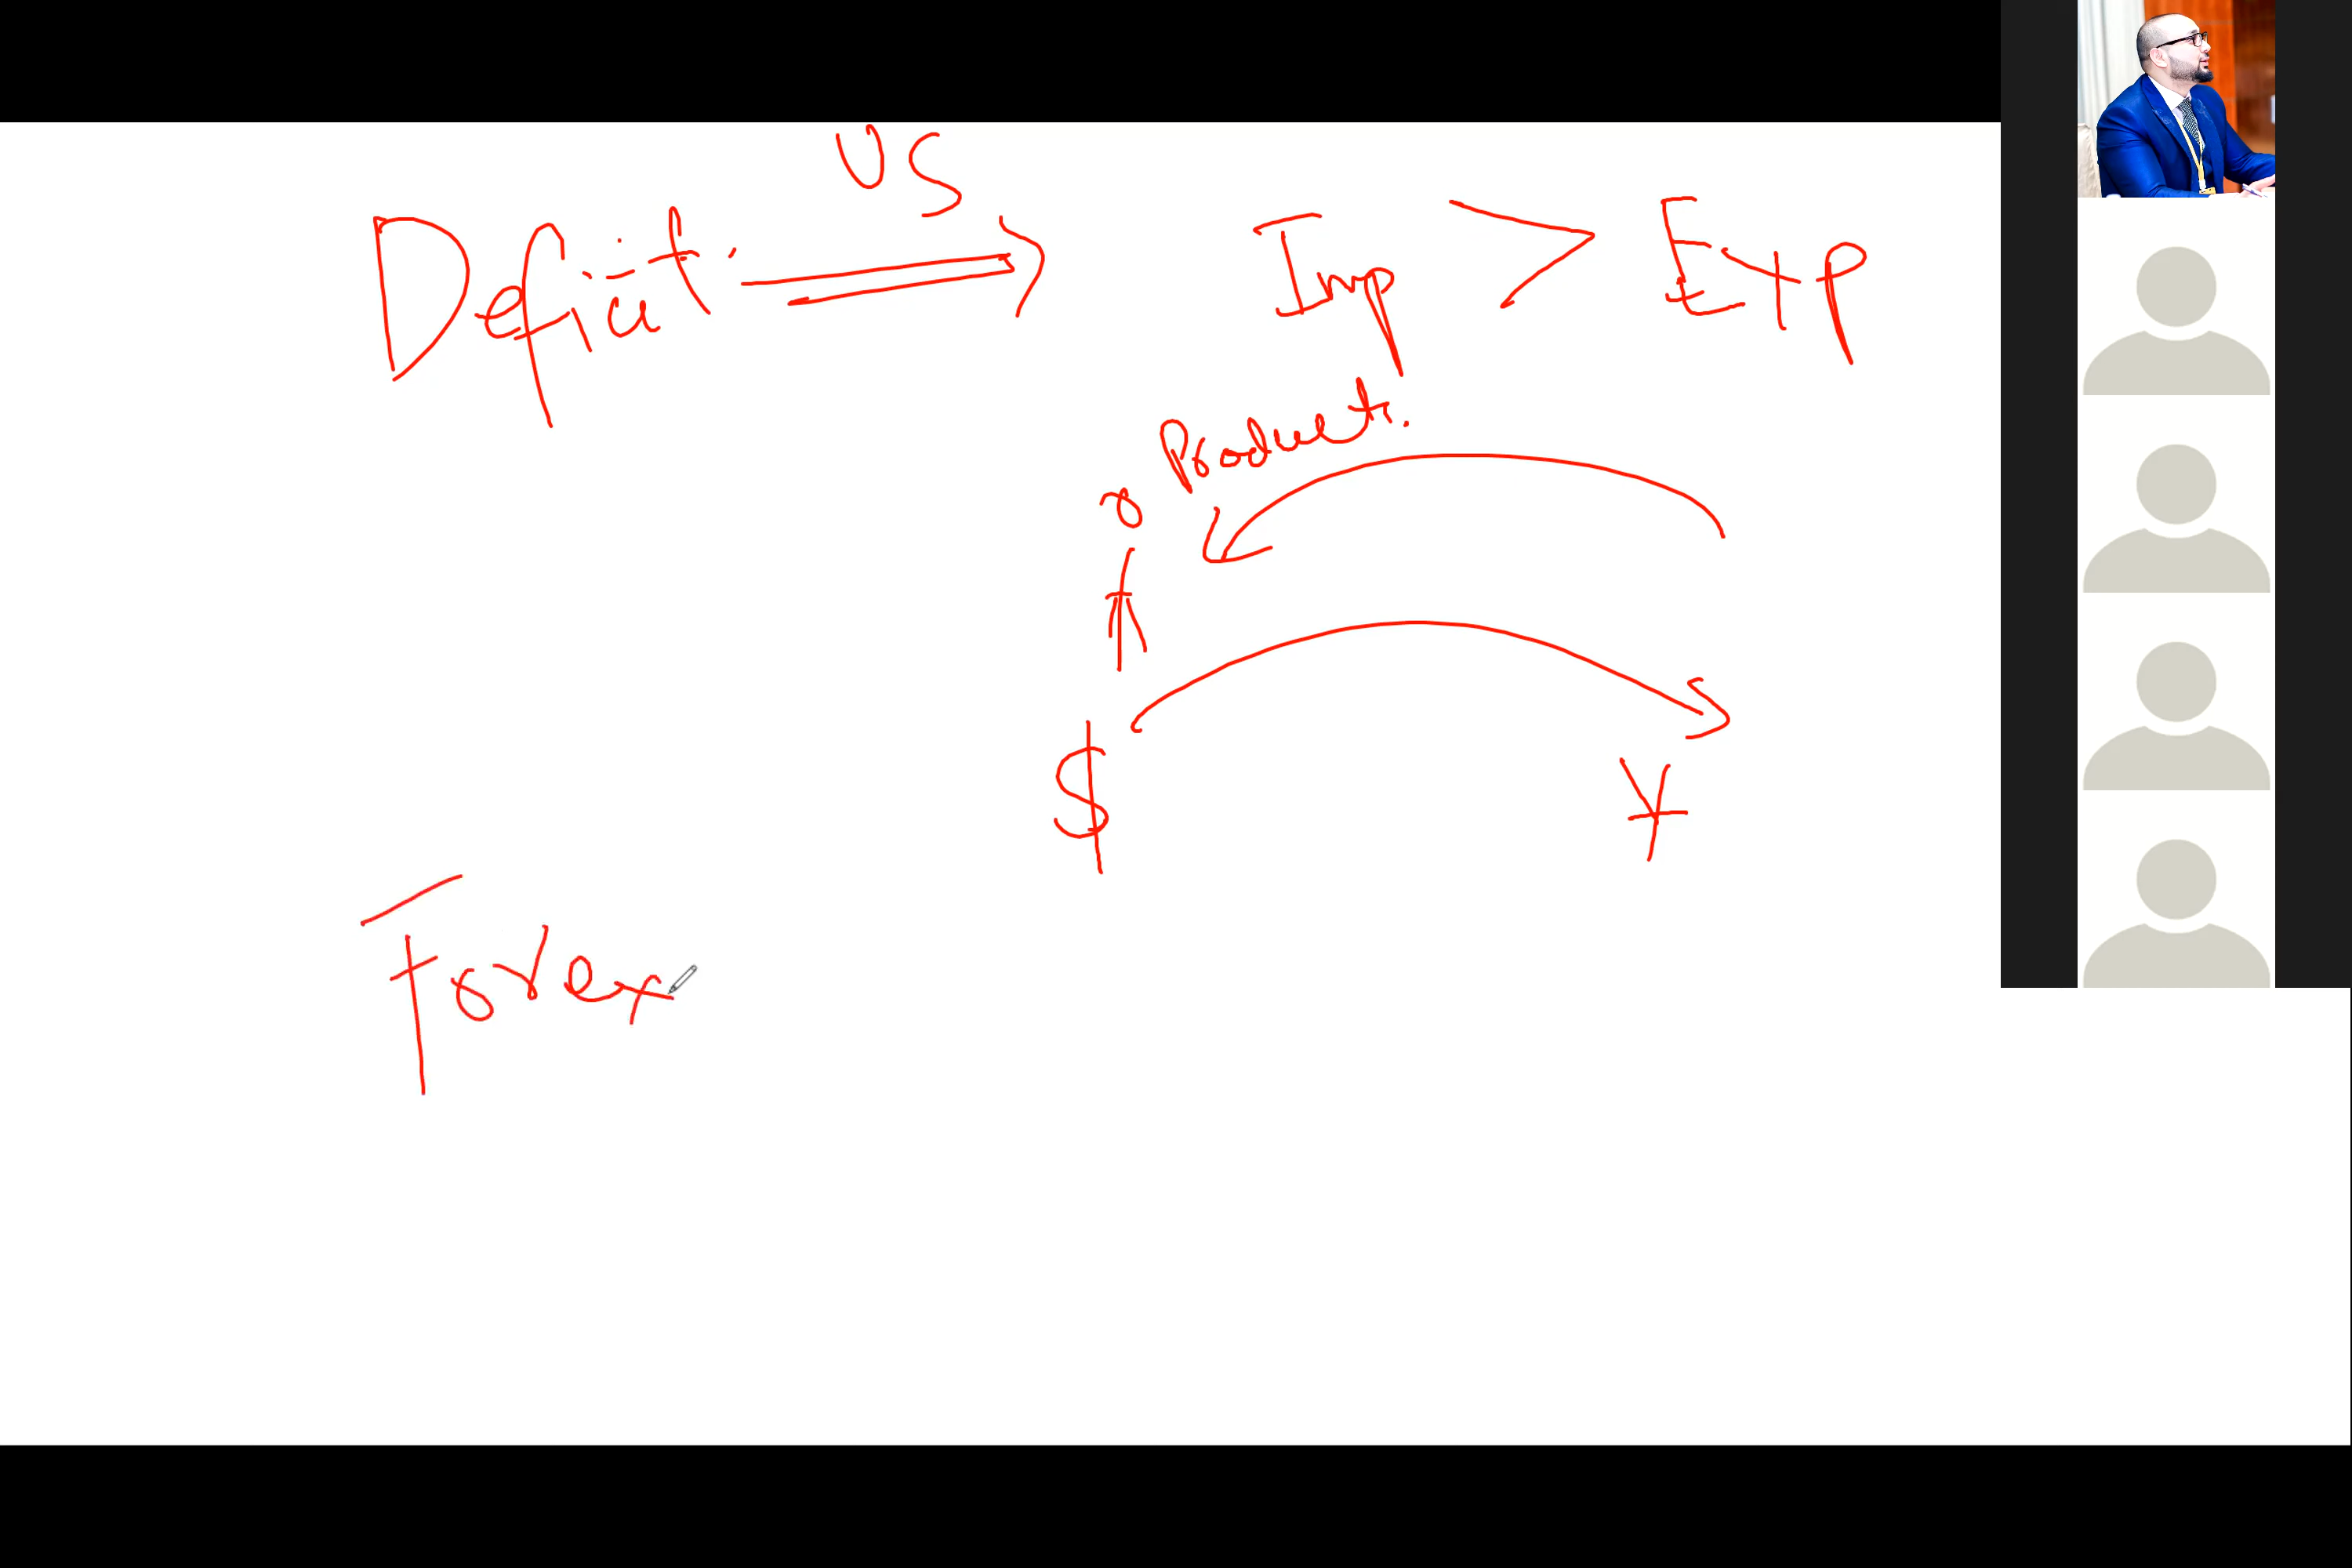 US
Deficit. Imp > Exp
Product.
$ ¥
Forex